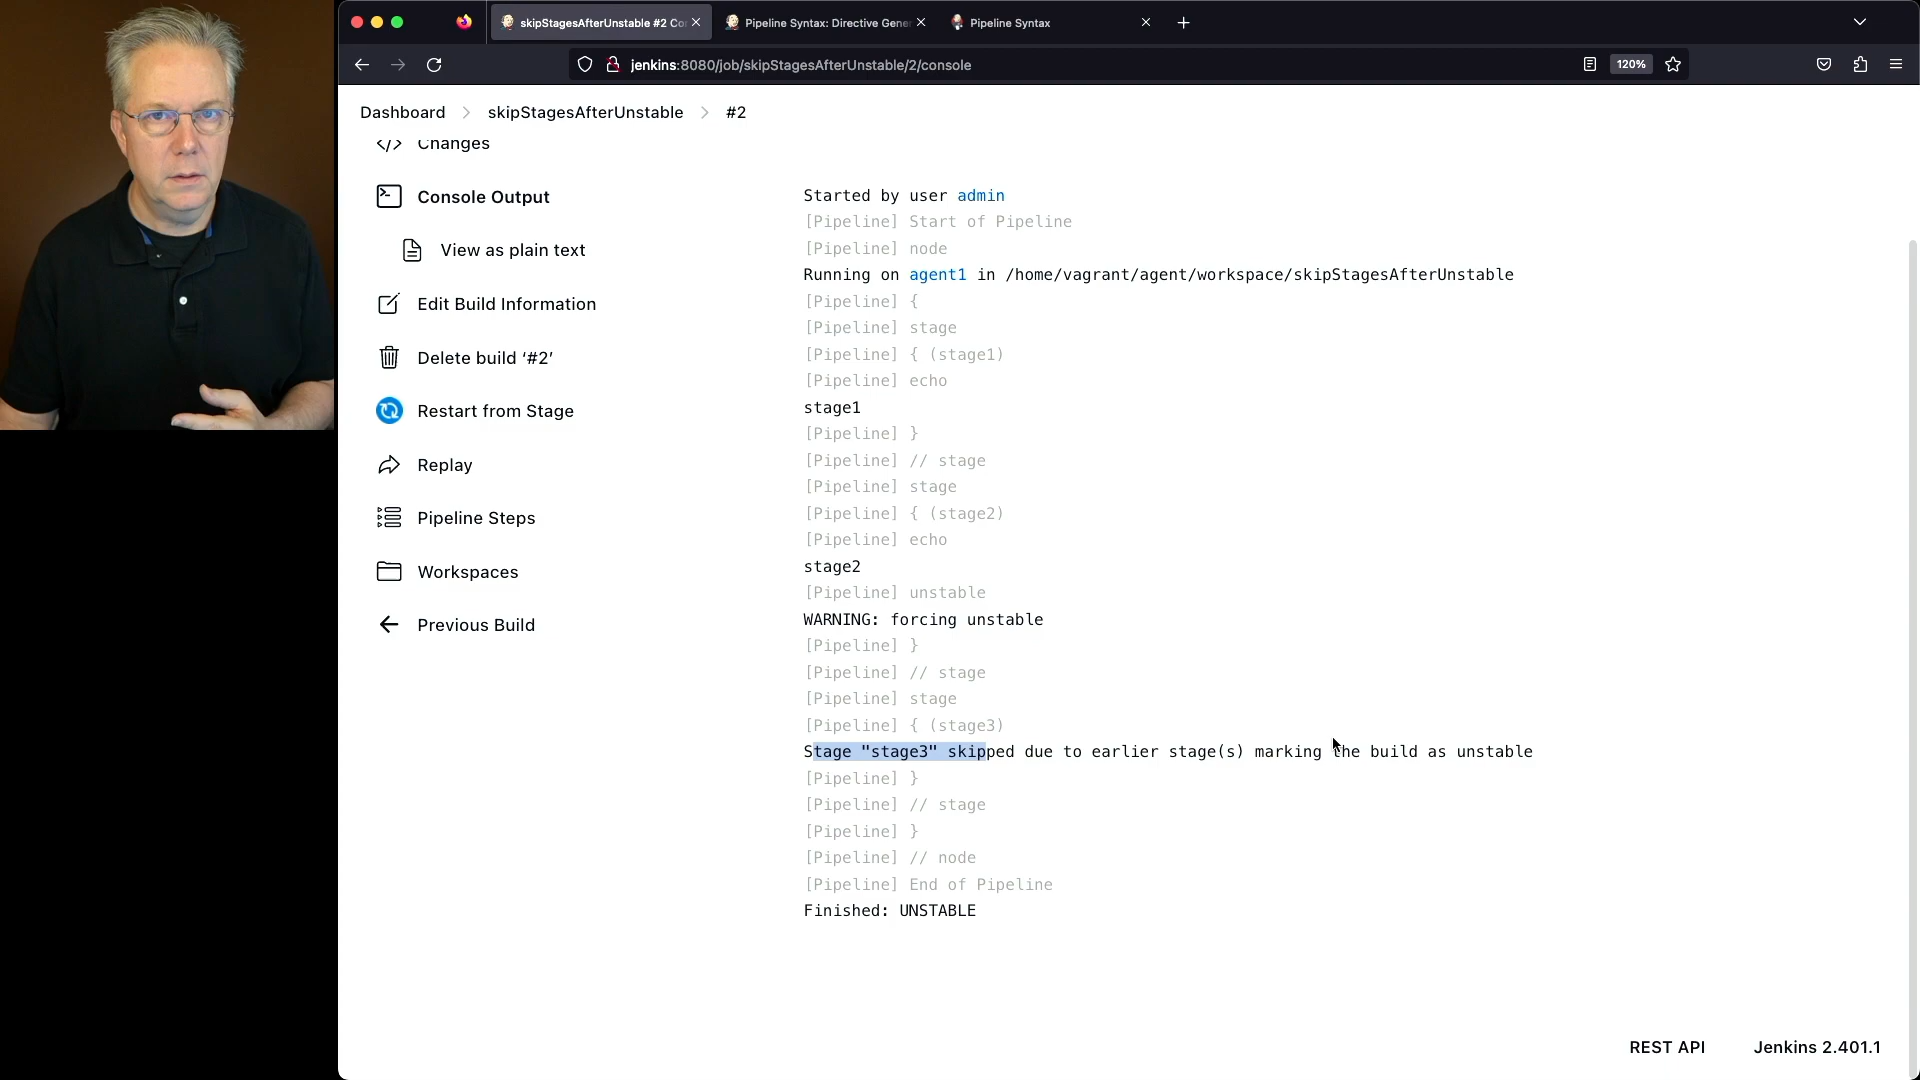 skipStagesAfterUnstable #2 Co
Pipeline Syntax: Directive Gene
Pipeline Syntax
jenkins:8080/job/skipStagesAfterUnstable/2/console
120%
Dashboard
skipStagesAfterUnstable
#2
Changes
Console Output
View as plain text
Edit Build Information
Delete build ‘#2’
Restart from Stage
Replay
Pipeline Steps
Workspaces
Previous Build
Started by user admin
[Pipeline] Start of Pipeline
[Pipeline] node
Running on agent1 in /home/vagrant/agent/workspace/skipStagesAfterUnstable
[Pipeline] {
[Pipeline] stage
[Pipeline] { (stage1)
[Pipeline] echo
stage1
[Pipeline] }
[Pipeline] // stage
[Pipeline] stage
[Pipeline] { (stage2)
[Pipeline] echo
stage2
[Pipeline] unstable
WARNING: forcing unstable
[Pipeline] }
[Pipeline] // stage
[Pipeline] stage
[Pipeline] { (stage3)
Stage "stage3" skipped due to earlier stage(s) marking the build as unstable
[Pipeline] }
[Pipeline] // stage
[Pipeline] }
[Pipeline] // node
[Pipeline] End of Pipeline
Finished: UNSTABLE
REST API
Jenkins 2.401.1